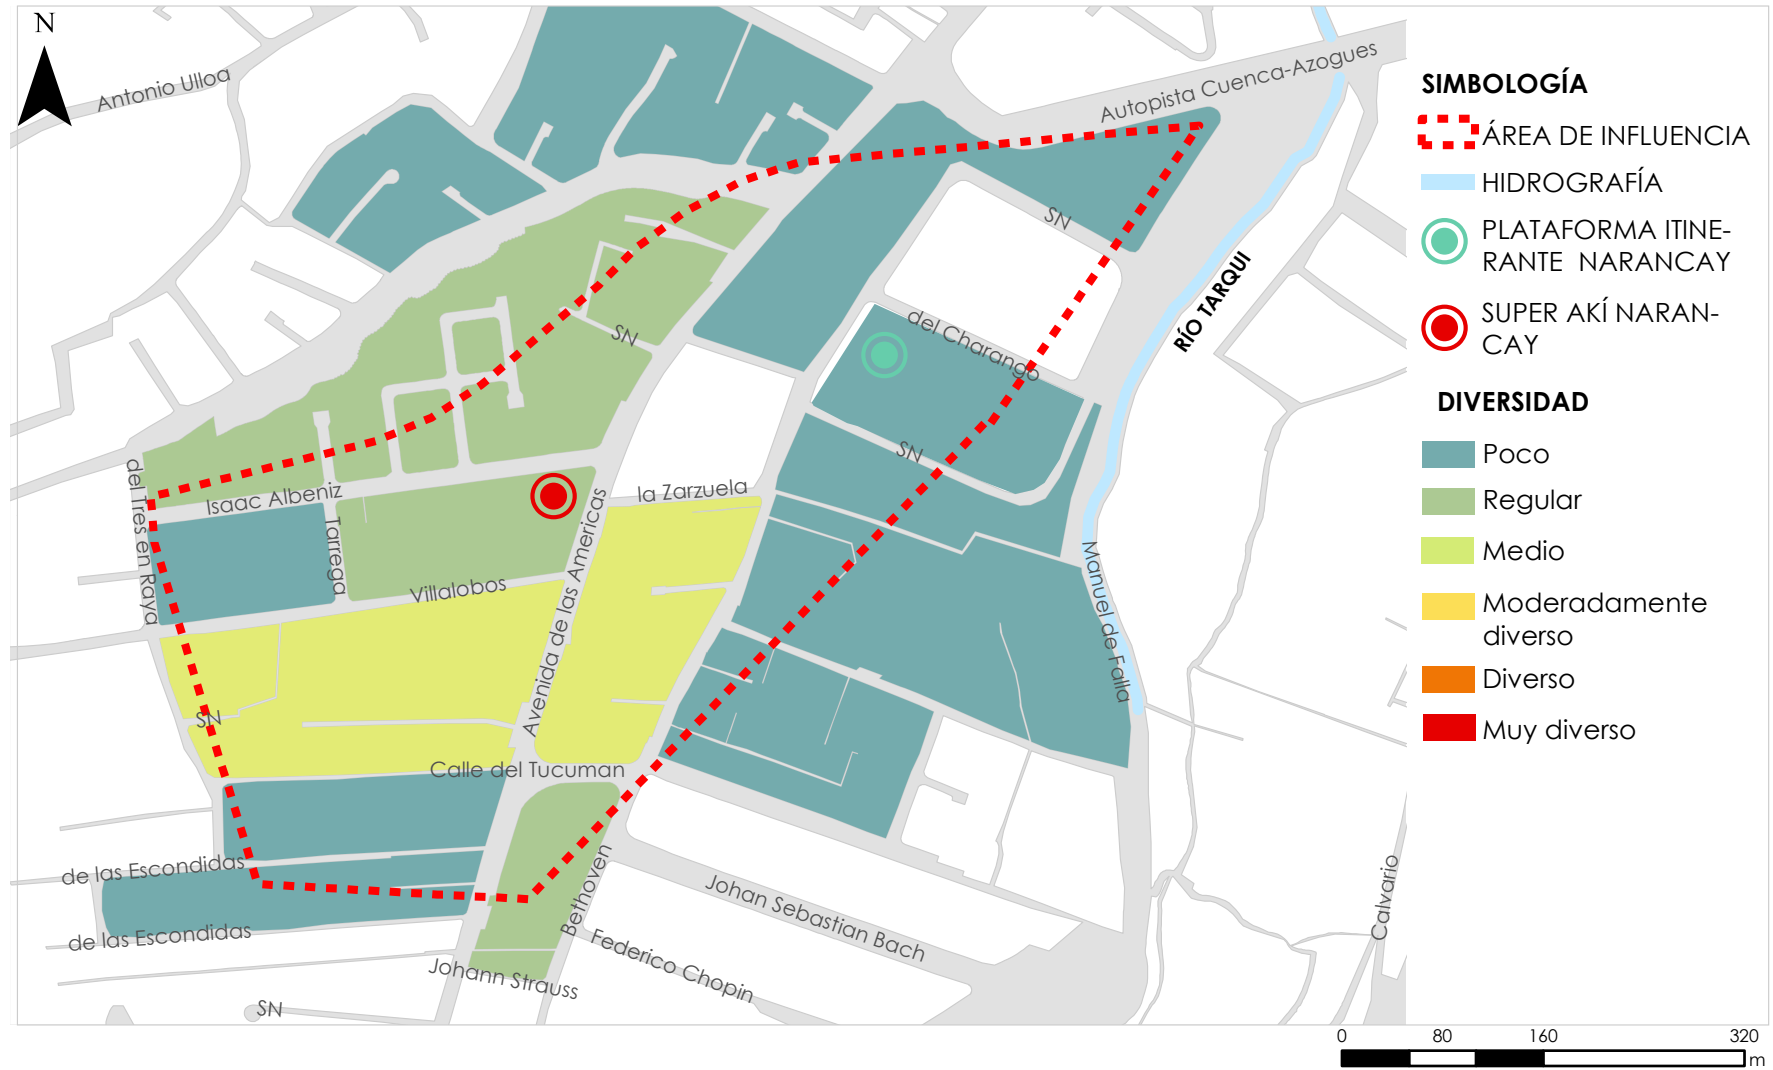 N
Antonio Ulloa
Autopista Cuenca-Azogues
SN
RÍO TARQUI
del Charango
SN
SN
del Tres en Raya
Isaac Albeniz
Tarrega
la Zarzuela
Villalobos
Avenida de las Americas
Manuel de Falla
SN
Calle del Tucuman
de las Escondidas
de las Escondidas
Bethoven
Johan Sebastian Bach
Federico Chopin
Johann Strauss
Calvario
SN
SIMBOLOGÍA
ÁREA DE INFLUENCIA
HIDROGRAFÍA
PLATAFORMA ITINE-
RANTE NARANCAY
SUPER AKÍ NARAN-
CAY
DIVERSIDAD
Poco
Regular
Medio
Moderadamente
diverso
Diverso
Muy diverso
0 80 160 320
m